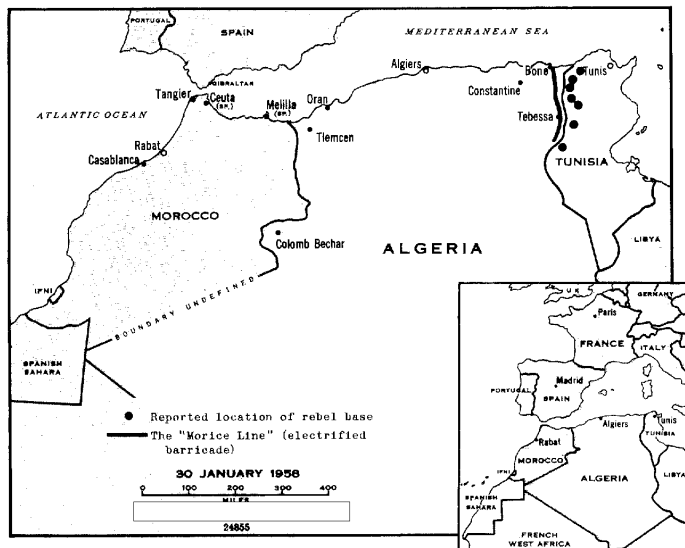 PORTUGAL
SPAIN
MEDITERRANEAN SEA
GIBRALTAR
Algiers
Bone
Tunis
Constantine
Tangier
Ceuta
(SP.)
Melilla
(SP.)
Oran
ATLANTIC OCEAN
Tebessa
Tlemcen
Rabat
Casablanca
TUNISIA
MOROCCO
Colomb Bechar
ALGERIA
LIBYA
IFNI
BOUNDARY UNDEFINED
SPANISH
SAHARA
Reported location of rebel base
The "Morice Line" (electrified
barricade)
30 JANUARY 1958
0 100 200 300 400
MILES
24855
U K
GERMANY
Paris
FRANCE
ITALY
Madrid
PORTUGAL
SPAIN
Algiers
Tunis
TUNISIA
Rabat
MOROCCO
IFNI
ALGERIA
LIBYA
SPANISH
SAHARA
FRENCH
WEST AFRICA